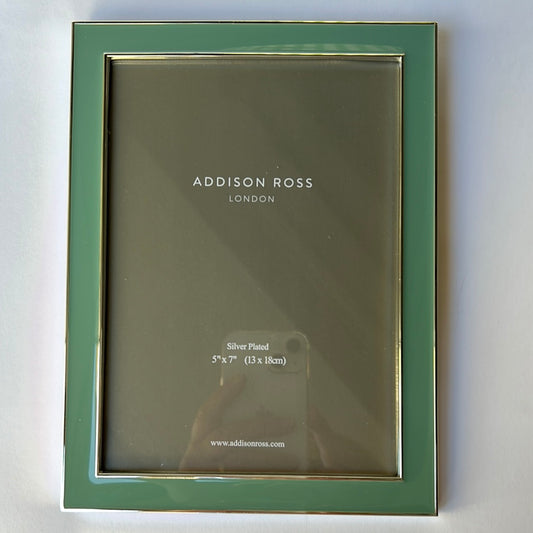 ADDISON ROSS
LONDON
Silver Plated
5" x 7" (13 x 18cm)
www.addisonross.com